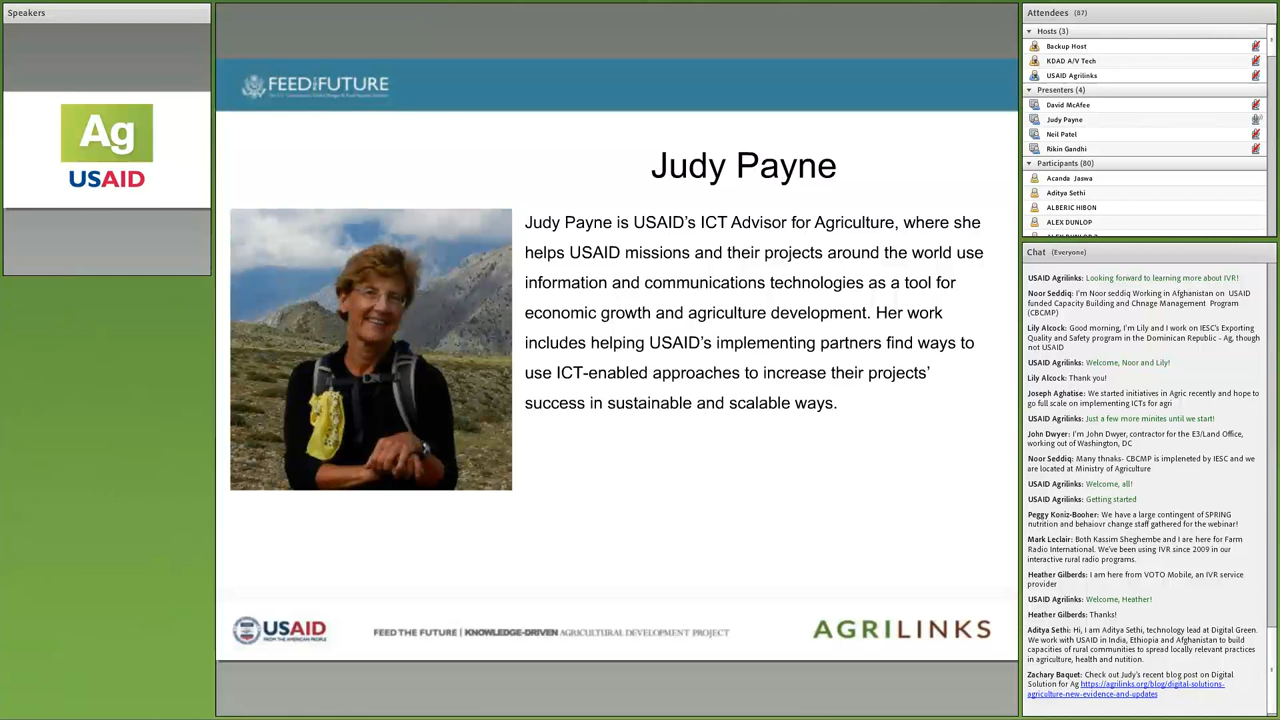 Speakers
Ag
USAID
FEED THE FUTURE
Judy Payne
Judy Payne is USAID's ICT Advisor for Agriculture, where she
helps USAID missions and their projects around the world use
information and communications technologies as a tool for
economic growth and agriculture development. Her work
includes helping USAID's implementing partners find ways to
use ICT-enabled approaches to increase their projects'
success in sustainable and scalable ways.
USAID
FROM THE AMERICAN PEOPLE
FEED THE FUTURE | KNOWLEDGE-DRIVEN AGRICULTURAL DEVELOPMENT PROJECT
AGRILINKS
Attendees (87)
Hosts (3)
Backup Host
KDAD A/V Tech
USAID Agrilinks
Presenters (4)
David McAfee
Judy Payne
Neil Patel
Rikin Gandhi
Participants (80)
Acanda Jaswa
Aditya Sethi
ALBERIC HIBON
ALEX DUNLOP
Chat (Everyone)
USAID Agrilinks: Looking forward to learning more about IVR!
Noor Seddiq: I'm Noor seddiq Working in Afghanistan on USAID
funded Capacity Building and Chnage Management Program
(CBCMP)
Lily Alcock: Good morning, I'm Lily and I work on IESC's Exporting
Quality and Safety program in the Dominican Republic - Ag, though
not USAID
USAID Agrilinks: Welcome, Noor and Lily!
Lily Alcock: Thank you!
Joseph Aghatise: We started initiatives in Agric recently and hope to
go full scale on implementing ICTs for agri
USAID Agrilinks: Just a few more minites until we start!
John Dwyer: I'm John Dwyer, contractor for the E3/Land Office,
working out of Washington, DC
Noor Seddiq: Many thnaks- CBCMP is impleneted by IESC and we
are located at Ministry of Agriculture
USAID Agrilinks: Welcome, all!
USAID Agrilinks: Getting started
Peggy Koniz-Booher: We have a large contingent of SPRING
nutrition and behaiovr change staff gathered for the webinar!
Mark Leclair: Both Kassim Sheghembe and I are here for Farm
Radio International. We've been using IVR since 2009 in our
interactive rural radio programs.
Heather Gilberds: I am here from VOTO Mobile, an IVR service
provider
USAID Agrilinks: Welcome, Heather!
Heather Gilberds: Thanks!
Aditya Sethi: Hi, I am Aditya Sethi, technology lead at Digital Green.
We work with USAID in India, Ethiopia and Afghanistan to build
capacities of rural communities to spread locally relevant practices
in agriculture, health and nutition.
Zachary Baquet: Check out Judy's recent blog post on Digital
Solution for Ag https://agrilinks.org/blog/digital-solutions-
agriculture-new-evidence-and-updates